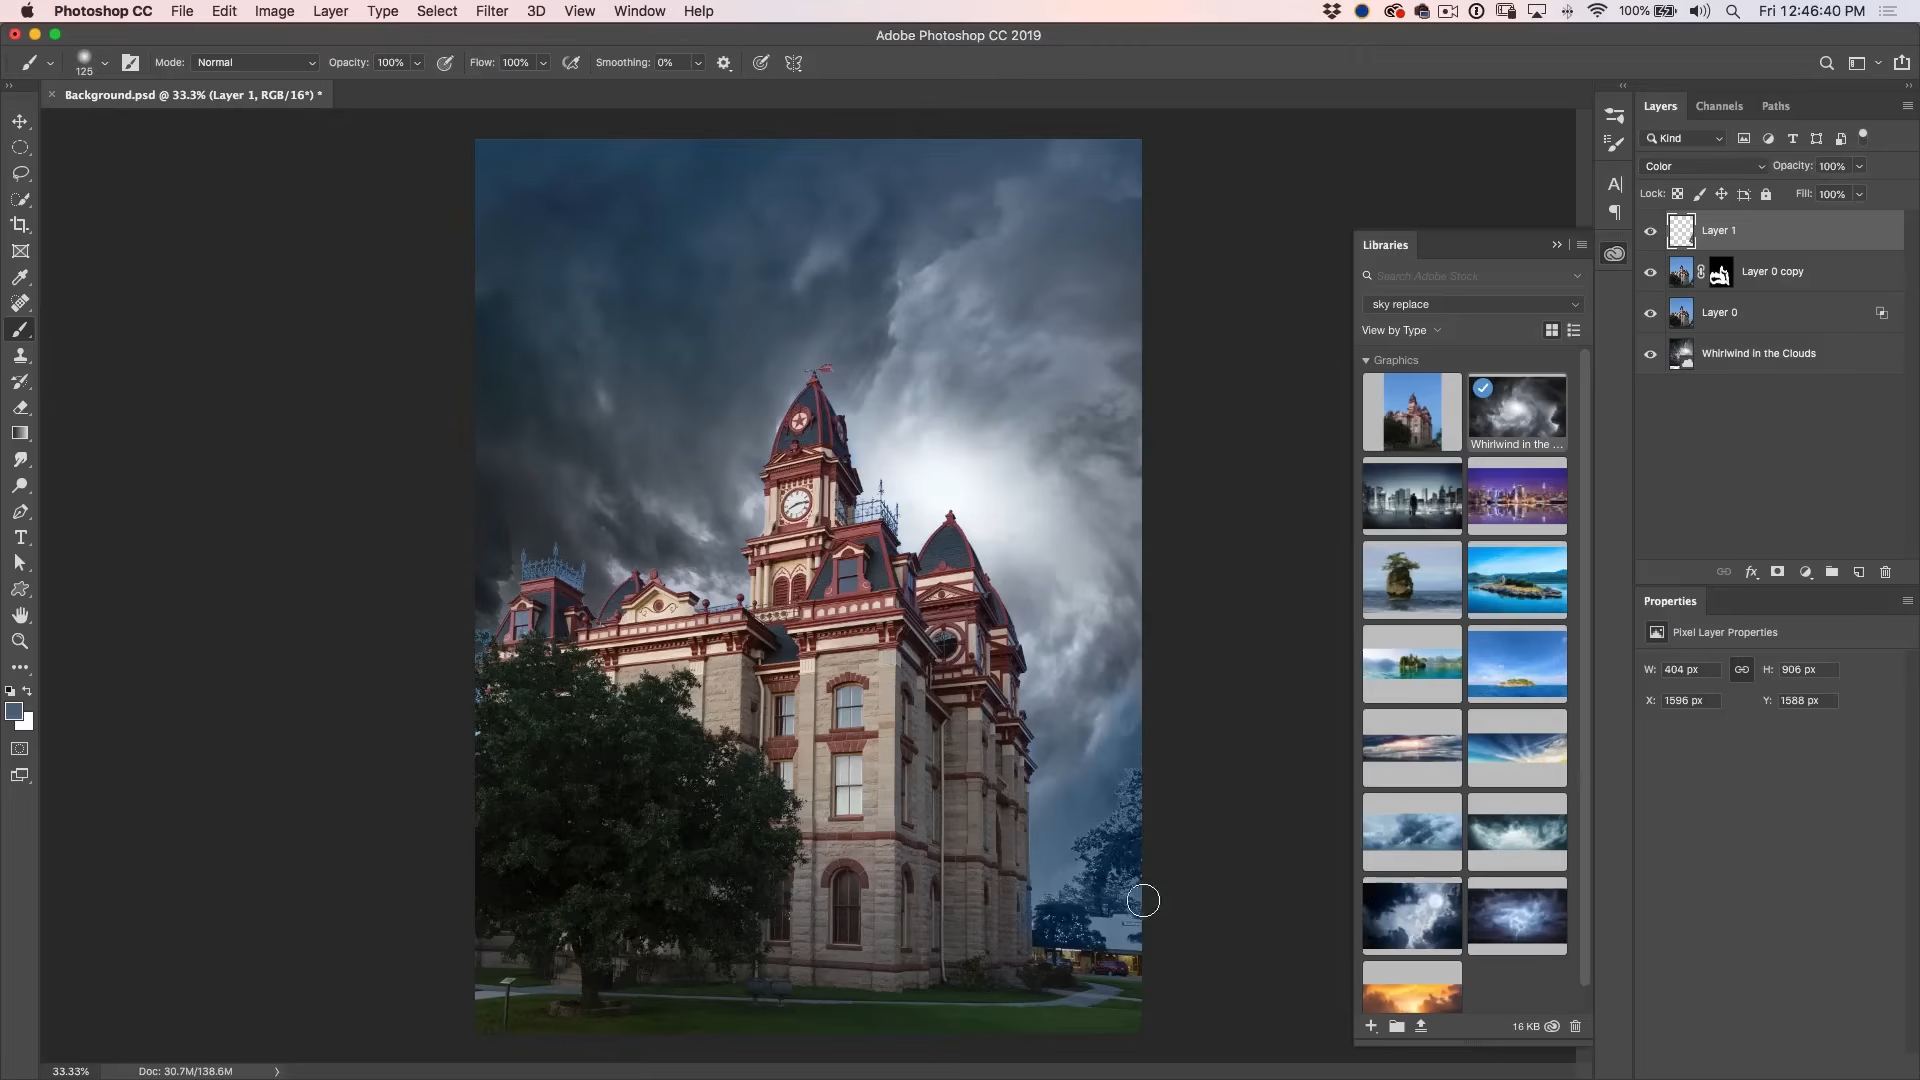 Photoshop CC File Edit Image Layer Type Select Filter 3D View Window Help 100% Fri 12:46:40 PM
Adobe Photoshop CC 2019
125 Mode: Normal Opacity: 100% Flow: 100% Smoothing: 0%
Background.psd @ 33.3% (Layer 1, RGB/16*) *
Layers Channels Paths
Kind
Color Opacity: 100%
Lock: Fill: 100%
Layer 1
Layer 0 copy
Layer 0
Whirlwind in the Clouds
Libraries
Search Adobe Stock
sky replace
View by Type
Graphics
Whirlwind in the ...
Properties
Pixel Layer Properties
W: 404 px H: 906 px
X: 1596 px Y: 1588 px
16 KB
33.33% Doc: 30.7M/138.6M